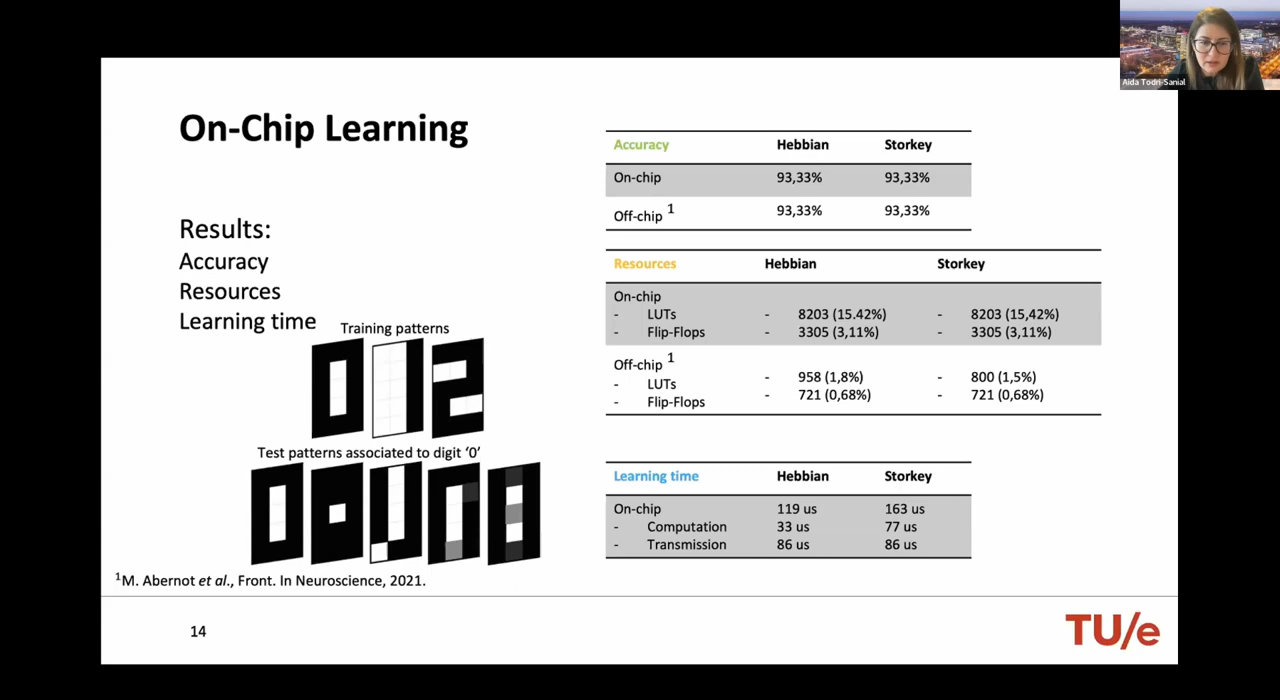 Aida Todri-Sanial
On-Chip Learning
Results:
Accuracy
Resources
Learning time
Training patterns
Test patterns associated to digit ‘0’
Accuracy Hebbian Storkey
On-chip 93,33% 93,33%
Off-chip 1 93,33% 93,33%
Resources Hebbian Storkey
On-chip
- LUTs - 8203 (15.42%) - 8203 (15,42%)
- Flip-Flops - 3305 (3,11%) - 3305 (3,11%)
Off-chip 1
- LUTs - 958 (1,8%) - 800 (1,5%)
- Flip-Flops - 721 (0,68%) - 721 (0,68%)
Learning time Hebbian Storkey
On-chip 119 us 163 us
- Computation 33 us 77 us
- Transmission 86 us 86 us
1M. Abernot et al., Front. In Neuroscience, 2021.
14
TU/e